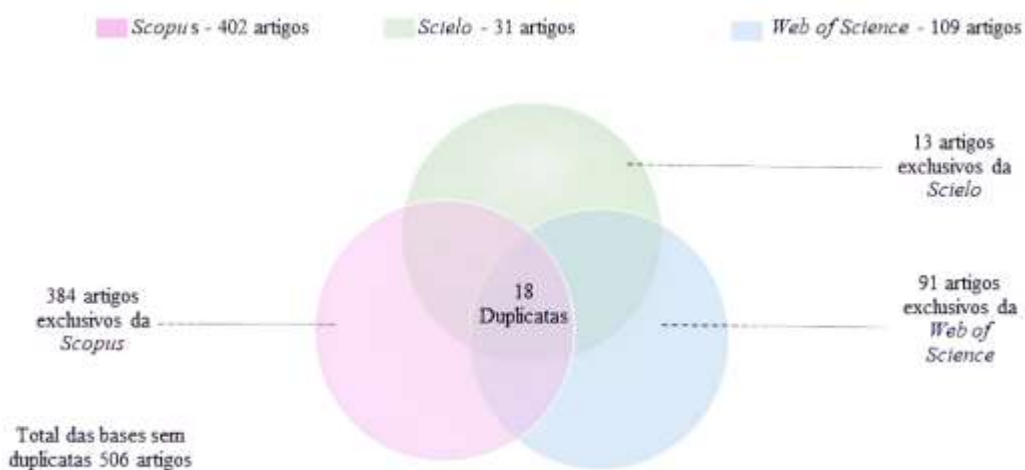 Scopus - 402 artigos
Scielo - 31 artigos
Web of Science - 109 artigos
13 artigos
exclusivos da
Scielo
384 artigos
exclusivos da
Scopus
18
Duplicatas
91 artigos
exclusivos da
Web of
Science
Total das bases sem
duplicatas 506 artigos